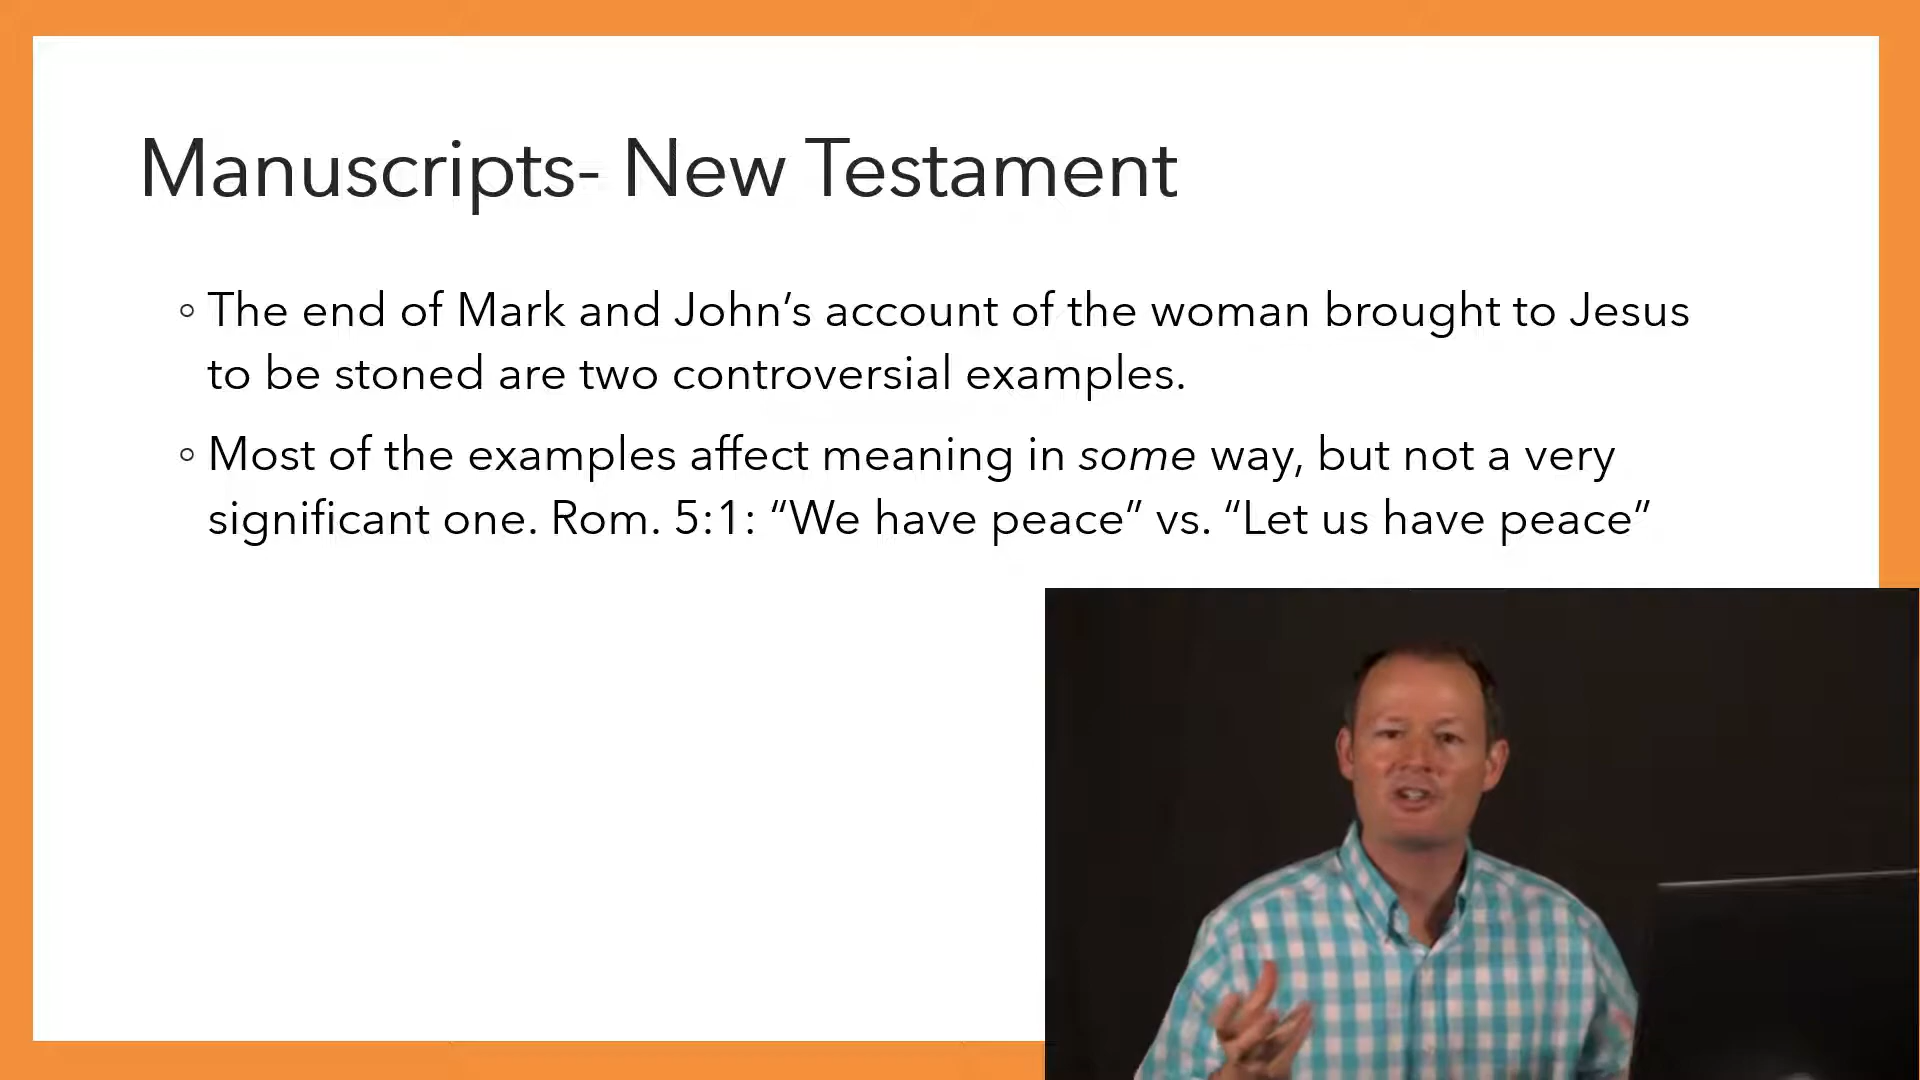 Manuscripts- New Testament
◦ The end of Mark and John’s account of the woman brought to Jesus
to be stoned are two controversial examples.
◦ Most of the examples affect meaning in some way, but not a very
significant one. Rom. 5:1: “We have peace” vs. “Let us have peace”